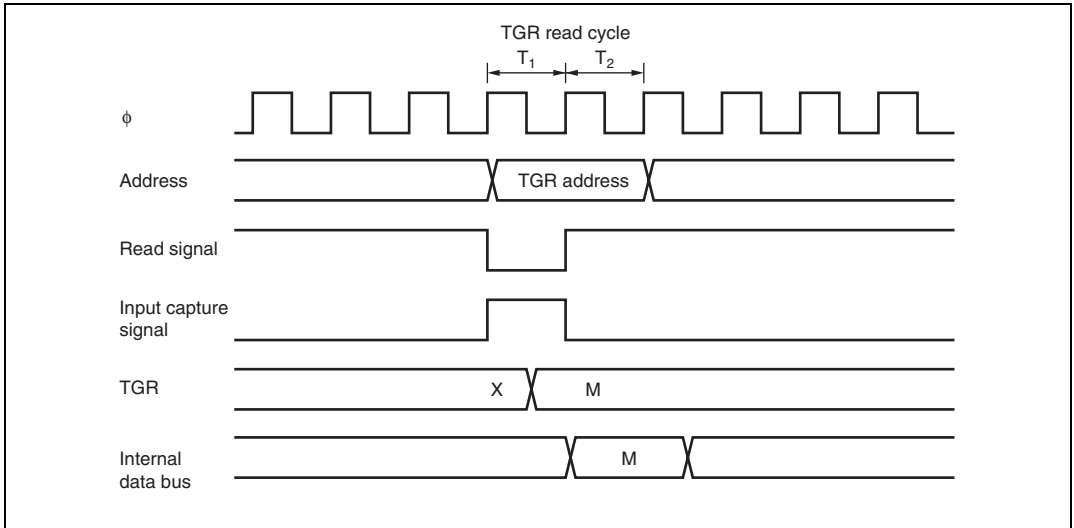 TGR read cycle
T₁ T₂
ϕ
Address
TGR address
Read signal
Input capture
signal
TGR
X M
Internal
data bus
M